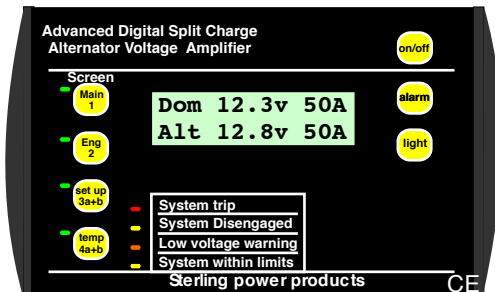 Advanced Digital Split Charge
Alternator Voltage Amplifier
on/off
Screen
Main
1
alarm
Dom 12.3v 50A
Alt 12.8v 50A
Eng
2
light
set up
3a+b
System trip
System Disengaged
temp
4a+b
Low voltage warning
System within limits
Sterling power products
CE